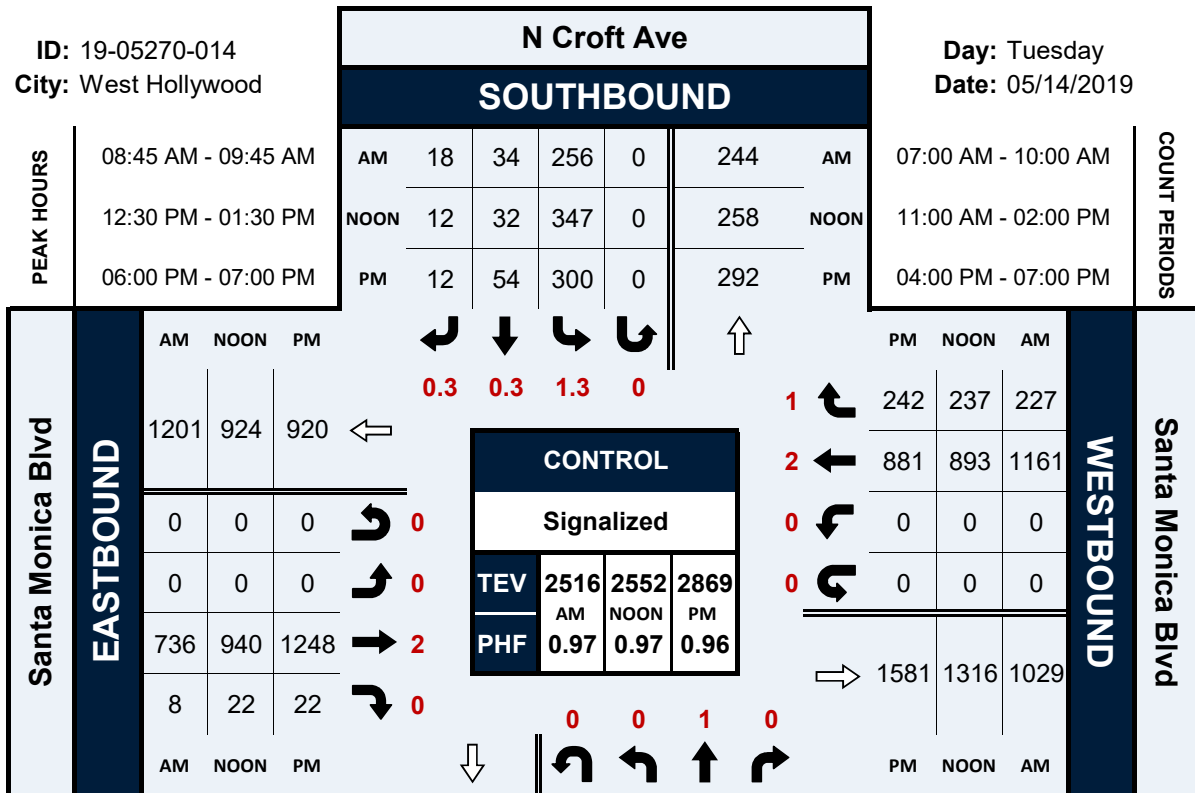 ID: 19-05270-014
City: West Hollywood
N Croft Ave
SOUTHBOUND
Day: Tuesday
Date: 05/14/2019
PEAK HOURS
08:45 AM - 09:45 AM
12:30 PM - 01:30 PM
06:00 PM - 07:00 PM
AM 18 34 256 0 244 AM
NOON 12 32 347 0 258 NOON
PM 12 54 300 0 292 PM
07:00 AM - 10:00 AM
11:00 AM - 02:00 PM
04:00 PM - 07:00 PM
COUNT PERIODS
0.3 0.3 1.3 0
Santa Monica Blvd
EASTBOUND
AM NOON PM
1201 924 920
0 0 0 0
0 0 0 0
736 940 1248 2
8 22 22 0
AM NOON PM
CONTROL
Signalized
TEV 2516 2552 2869
AM NOON PM
PHF 0.97 0.97 0.96
PM NOON AM
1 242 237 227
2 881 893 1161
0 0 0 0
0 0 0 0
1581 1316 1029
PM NOON AM
WESTBOUND
Santa Monica Blvd
0 0 1 0